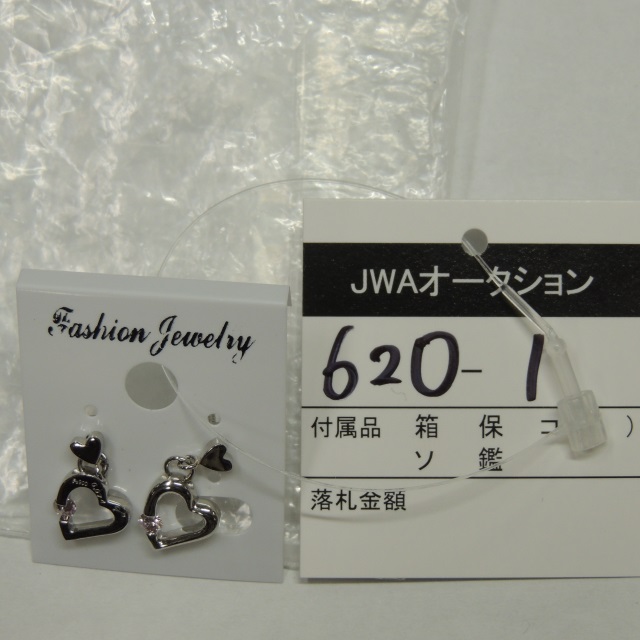 Fashion Jewelry
JWAオークション
620-1
付属品 箱 保 コ )
ソ 鑑
落札金額